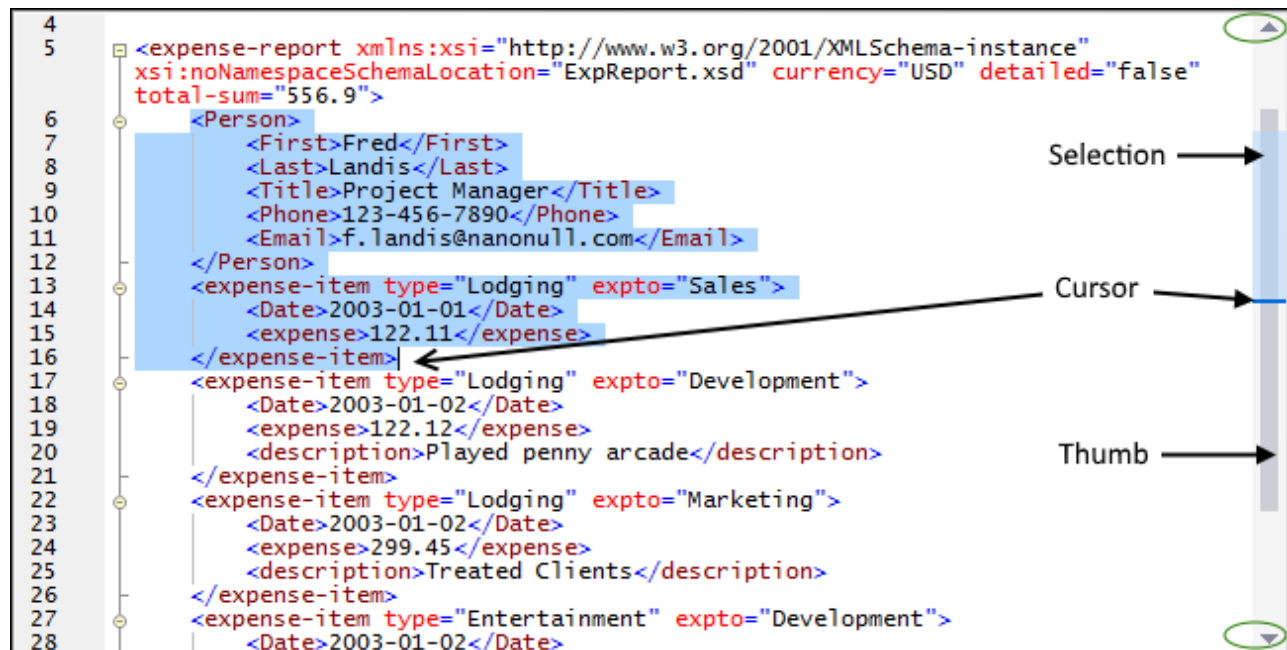 4
5 <expense-report xmlns:xsi="http://www.w3.org/2001/XMLSchema-instance"
xsi:noNamespaceSchemaLocation="ExpReport.xsd" currency="USD" detailed="false"
total-sum="556.9">
6 <Person>
7 <First>Fred</First>
8 <Last>Landis</Last>
Selection
9 <Title>Project Manager</Title>
10 <Phone>123-456-7890</Phone>
11 <Email>f.landis@nanonull.com</Email>
12 </Person>
13 <expense-item type="Lodging" expto="Sales">
Cursor
14 <Date>2003-01-01</Date>
15 <expense>122.11</expense>
16 </expense-item>
17 <expense-item type="Lodging" expto="Development">
18 <Date>2003-01-02</Date>
19 <expense>122.12</expense>
20 <description>Played penny arcade</description>
Thumb
21 </expense-item>
22 <expense-item type="Lodging" expto="Marketing">
23 <Date>2003-01-02</Date>
24 <expense>299.45</expense>
25 <description>Treated Clients</description>
26 </expense-item>
27 <expense-item type="Entertainment" expto="Development">
28 <Date>2003-01-02</Date>